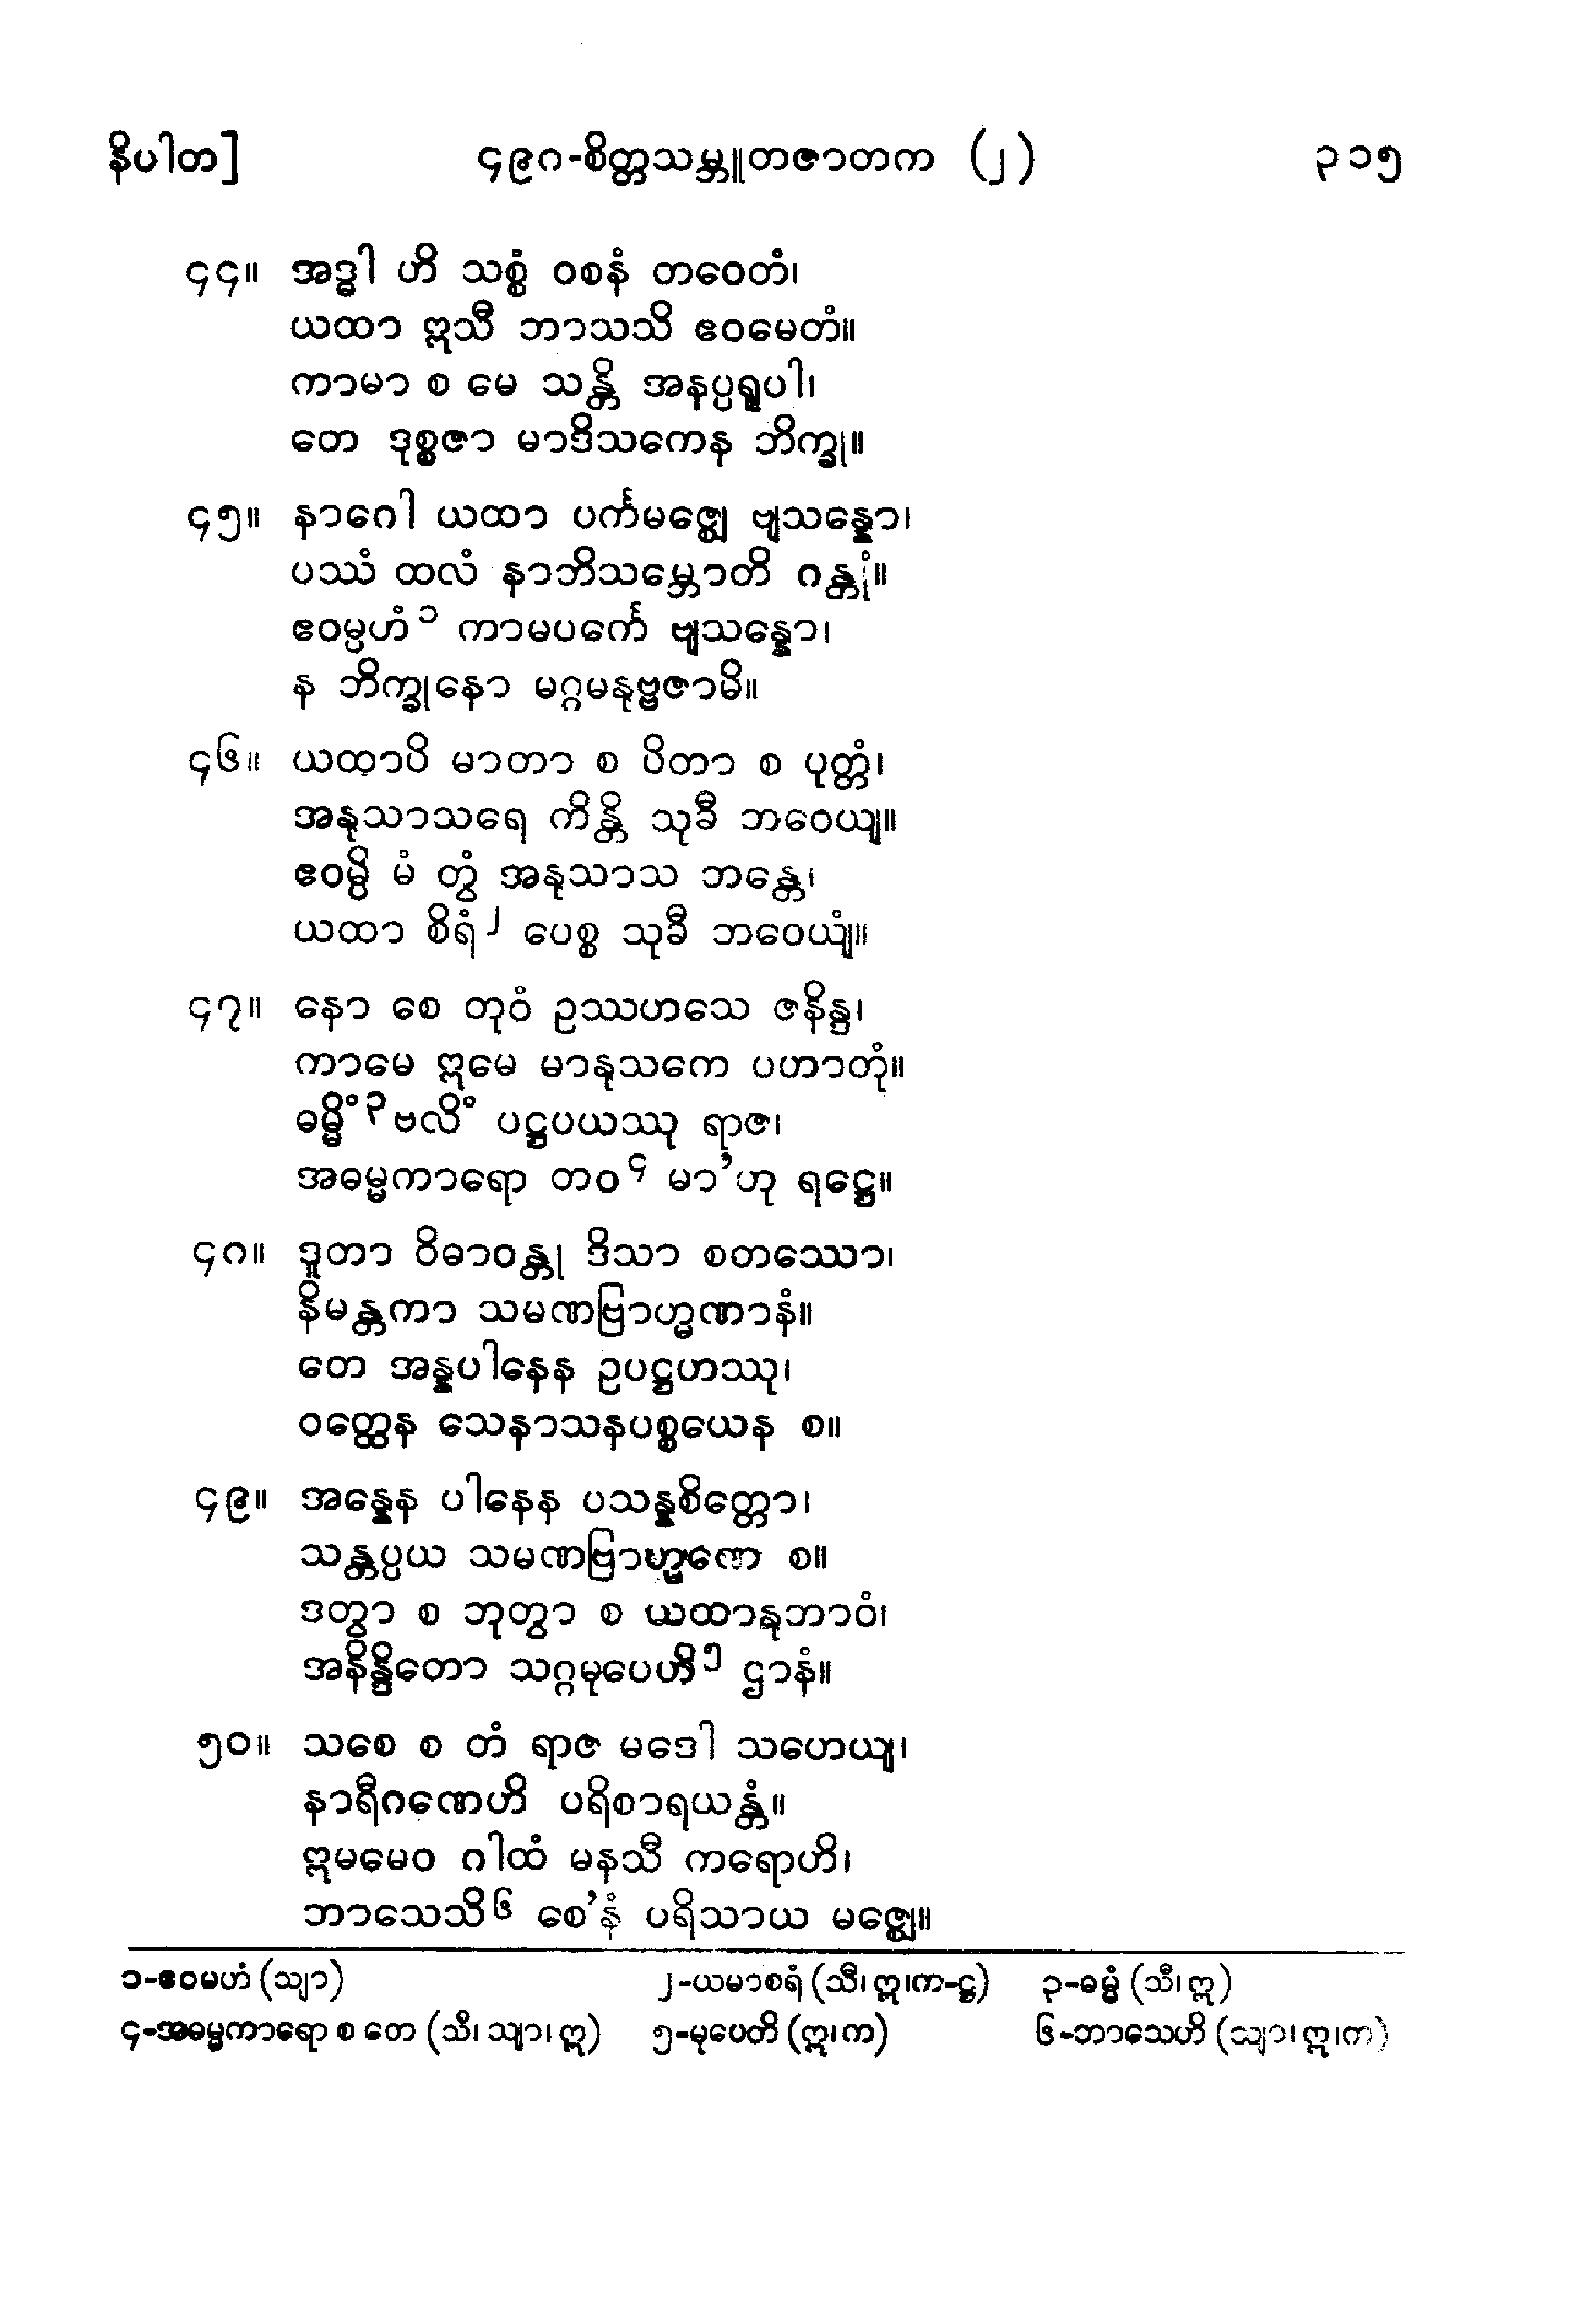 နိပါတ]	၄၉၈-စိတ္တသမ္ဘူတဇာတက (၂)	၃၁၅
၄၄။ အဒ္ဓါ ဟိ သစ္စံ ဝစနံ တဝေတံ၊
ယထာ ဣသီ ဘာသသိ ဧဝမေတံ။
ကာမာ စ မေ သန္တိ အနပ္ပရူပါ၊
တေ ဒုစ္စဇာ မာဒိသကေန ဘိက္ခု။
၄၅။ နာဂေါ ယထာ ပင်္ကမဇ္ဈေ ဗျသန္နော၊
ပဿံ ထလံ နာဘိသမ္ဘောတိ ဂန္တုံ။
ဧဝမ္ပဟံ ၁ ကာမပင်္ကေ ဗျသန္နော၊
န ဘိက္ခုနော မဂ္ဂမနုဗ္ဗဇာမိ။
၄၆။ ယထာပိ မာတာ စ ပိတာ စ ပုတ္တံ၊
အနုသာသရေ ကိန္တိ သုခီ ဘဝေယျ။
ဧဝမ္ပိ မံ တွံ အနုသာသ ဘန္တေ၊
ယထာ စိရံ ၂ ပေစ္စ သုခီ ဘဝေယျံ။
၄၇။ နော စေ တုဝံ ဥဿဟသေ ဇနိန္ဒ၊
ကာမေ ဣမေ မာနုသကေ ပဟာတုံ။
ဓမ္မိံ ၃ ဗလိံ ပဋ္ဌပယဿု ရာဇ၊
အဓမ္မကာရော တဝ ၄ မာ’ဟု ရဋ္ဌေ။
၄၈။ ဒူတာ ဝိဓာဝန္တု ဒိသာ စတဿော၊
နိမန္တကာ သမဏဗြာဟ္မဏာနံ။
တေ အန္နပါနေန ဥပဋ္ဌဟဿု၊
ဝတ္ထေန သေနာသနပစ္စယေန စ။
၄၉။ အန္နေန ပါနေန ပသန္နစိတ္တော၊
သန္တပ္ပယ သမဏဗြာဟ္မဏေ စ။
ဒတွာ စ ဘုတွာ စ ယထာနုဘာဝံ၊
အနိန္ဒိတော သဂ္ဂမုပေဟိ ၅ ဌာနံ။
၅၀။ သစေ စ တံ ရာဇ မဒေါ သဟေယျ၊
နာရီဂဏေဟိ ပရိစာရယန္တံ။
ဣမမေဝ ဂါထံ မနသီ ကရောဟိ၊
ဘာသေသိ ၆ စေ’နံ ပရိသာယ မဇ္ဈေ။
၁-ဧဝမဟံ (သျာ)	၂-ယမာစရံ (သီ၊ ဣ၊ က-ဋ္ဌ)	၃-ဓမ္မံ (သီ၊ ဣ)
၄-အဓမ္မကာရော စ တေ (သီ၊ သျာ၊ ဣ)	၅-မုပေတိ (ဣ၊ က)	၆-ဘာသေဟိ (သျာ၊ ဣ၊ က)